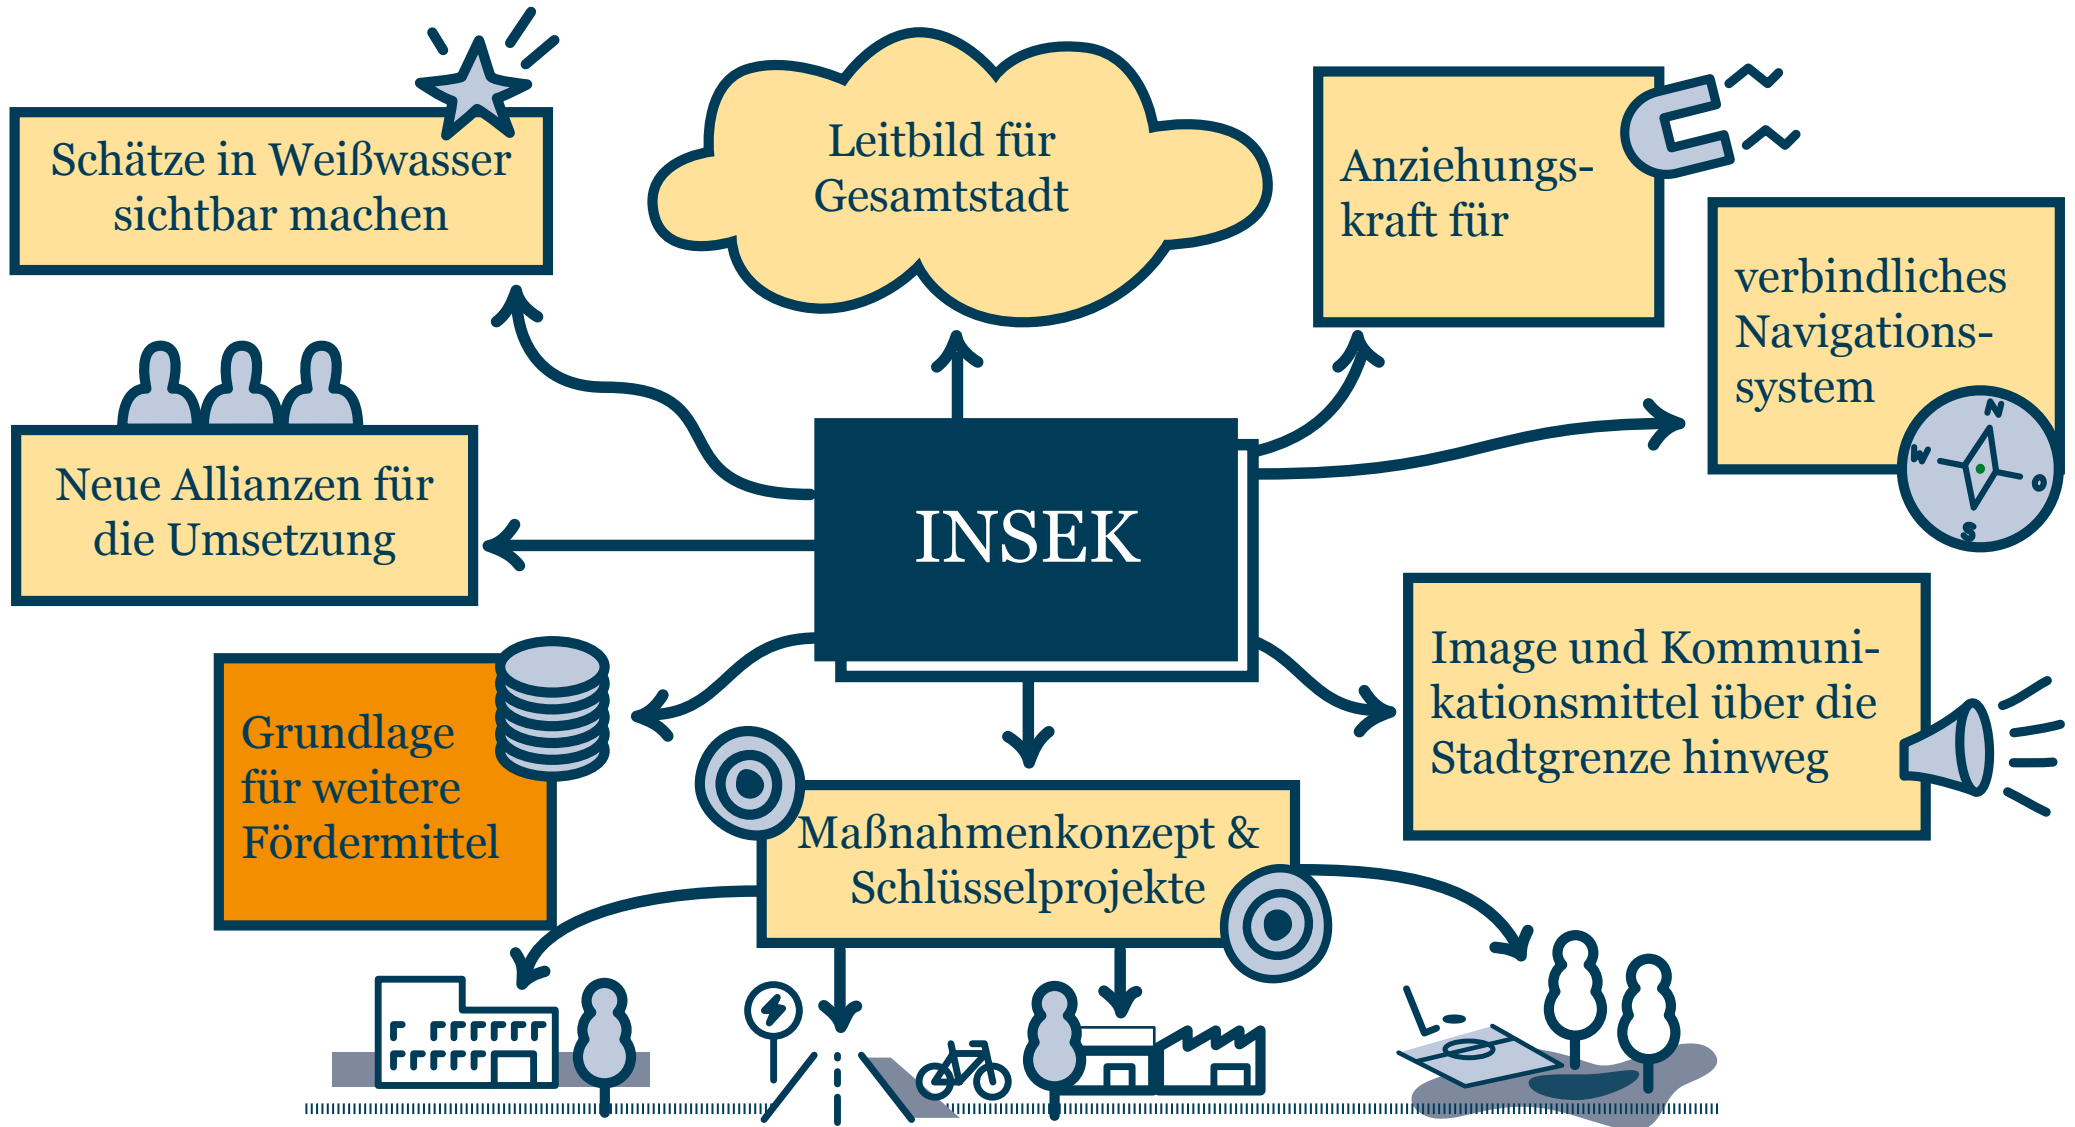 Schätze in Weißwasser
sichtbar machen
Leitbild für
Gesamtstadt
Anziehungs-
kraft für
verbindliches
Navigations-
system
N
W
O
S
Neue Allianzen für
die Umsetzung
INSEK
Image und Kommuni-
kationsmittel über die
Stadtgrenze hinweg
Grundlage
für weitere
Fördermittel
Maßnahmenkonzept &
Schlüsselprojekte